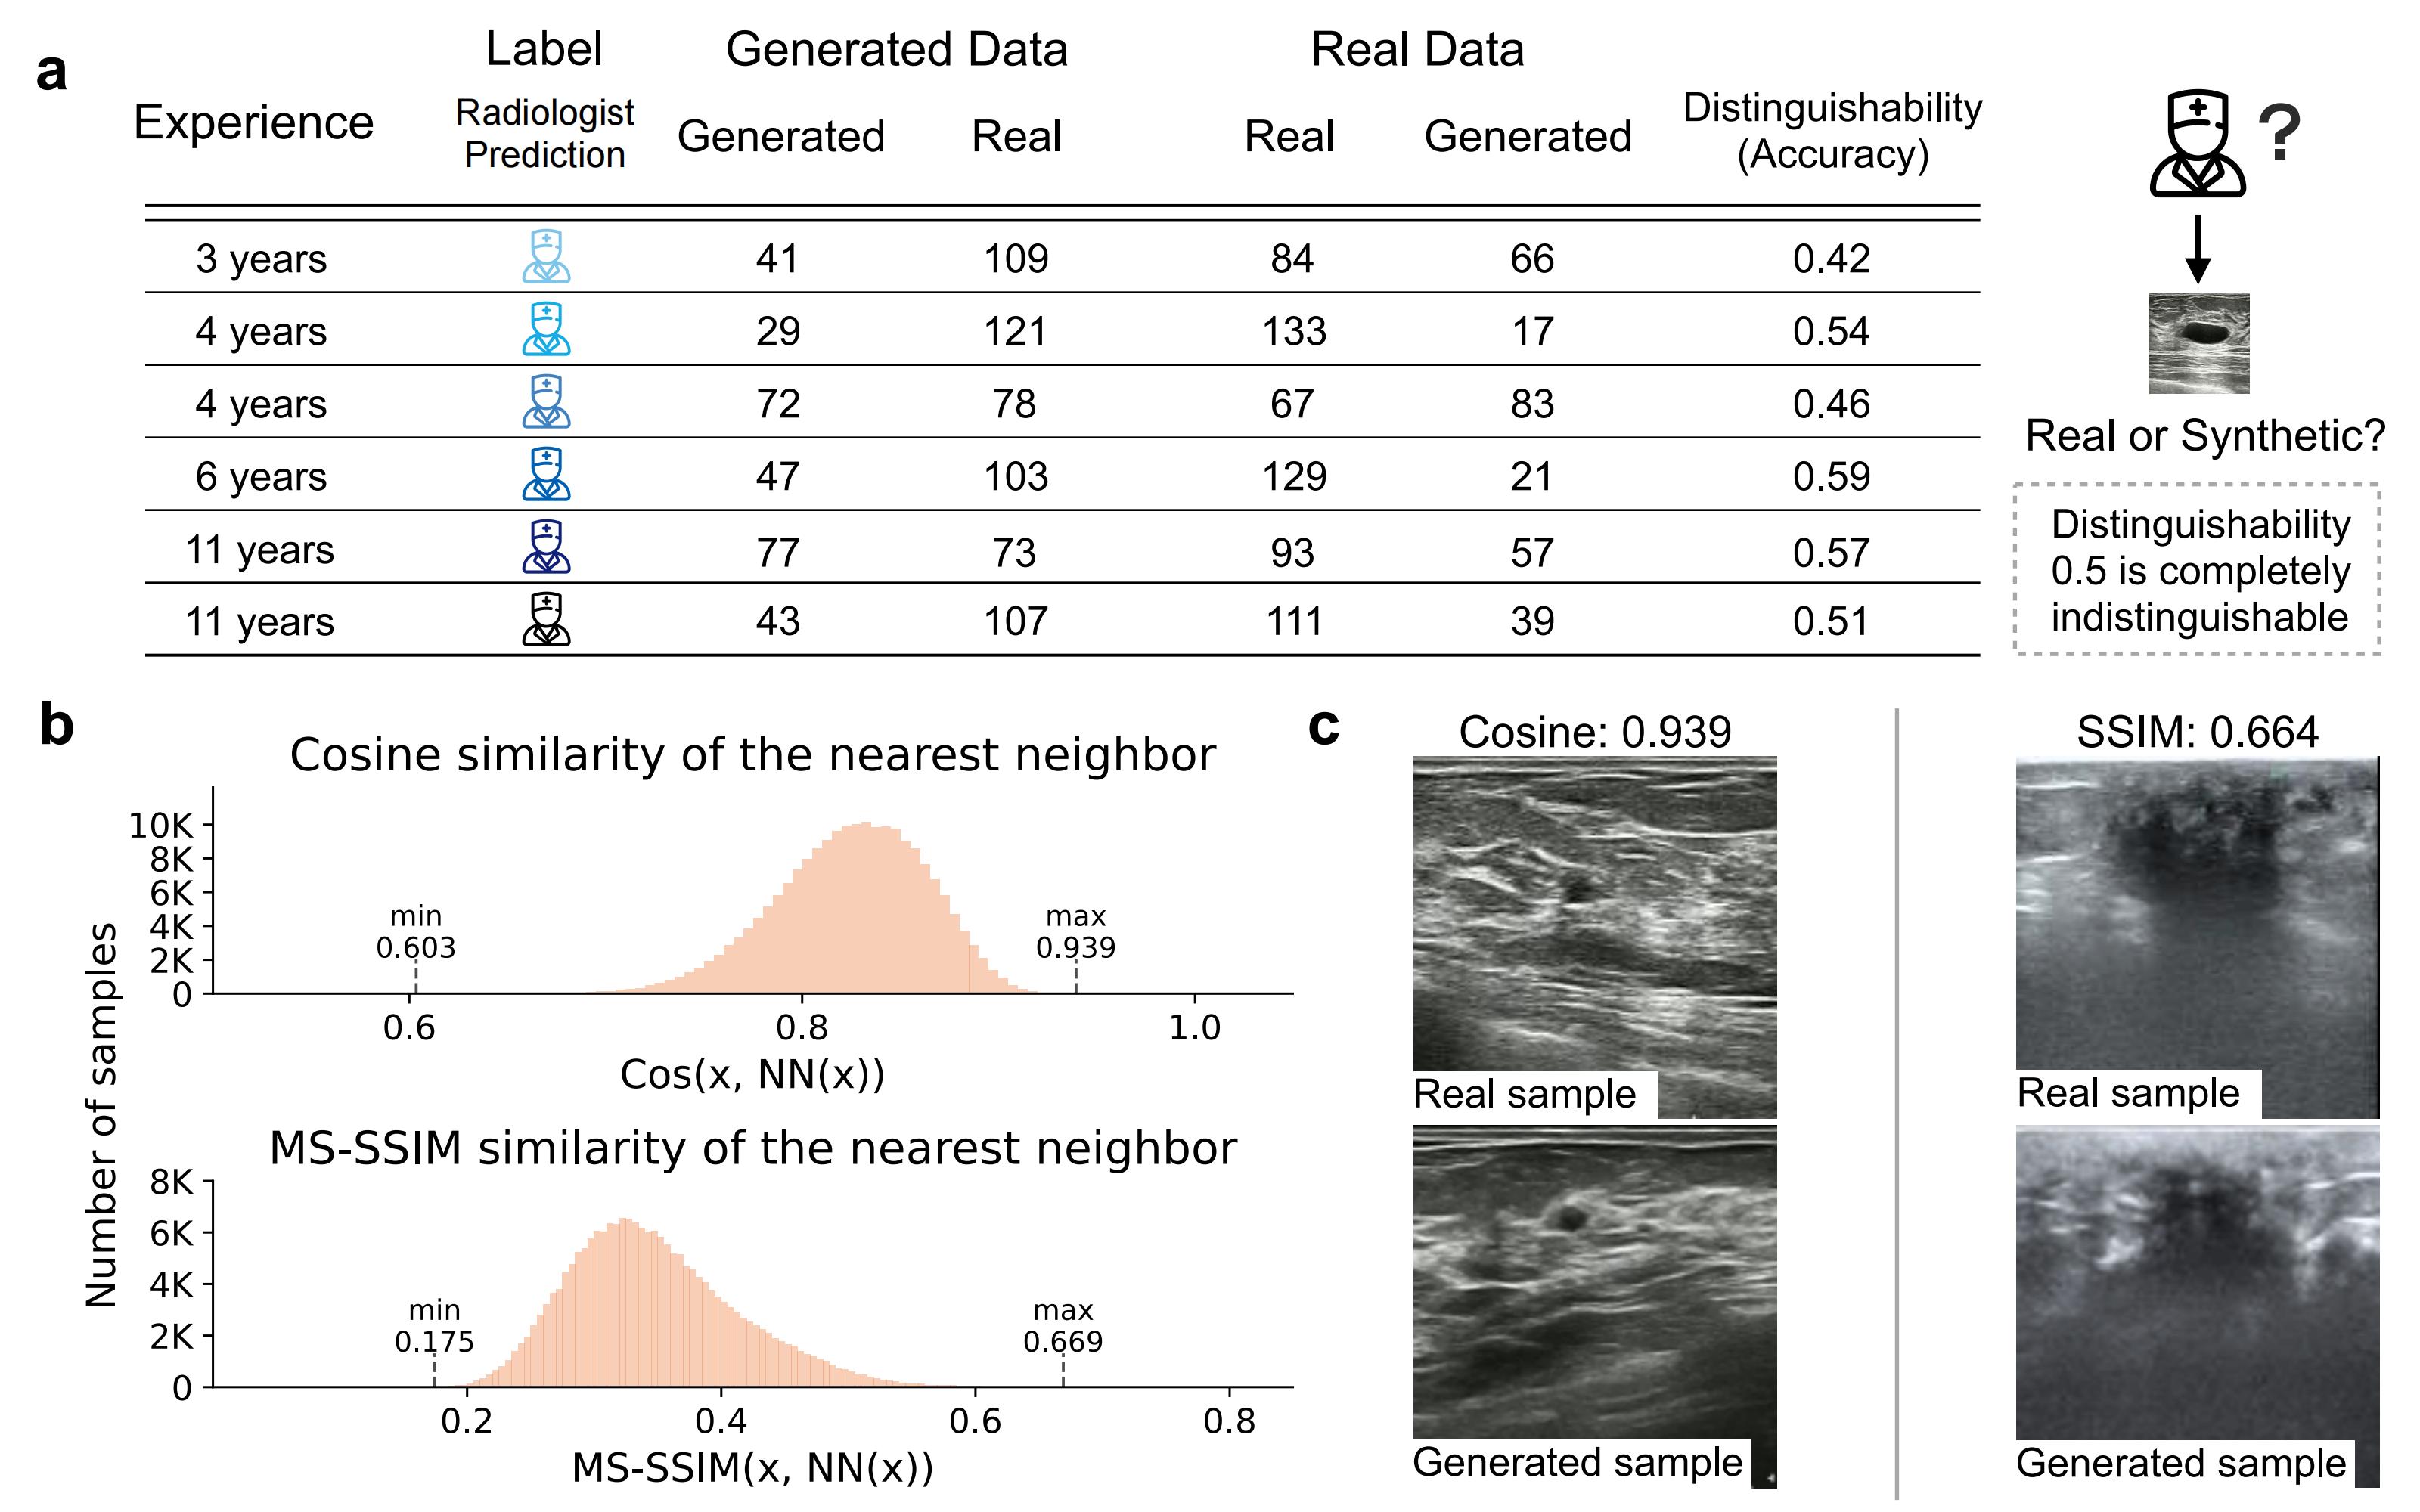 a
Label Generated Data Real Data
Experience Radiologist Prediction Generated Real Real Generated Distinguishability (Accuracy)
3 years 41 109 84 66 0.42
4 years 29 121 133 17 0.54
4 years 72 78 67 83 0.46
6 years 47 103 129 21 0.59
11 years 77 73 93 57 0.57
11 years 43 107 111 39 0.51
?
Real or Synthetic?
Distinguishability
0.5 is completely
indistinguishable
b
Number of samples
Cosine similarity of the nearest neighbor
10K
8K
6K
4K
2K
0
min
0.603
max
0.939
0.6 0.8 1.0
Cos(x, NN(x))
MS-SSIM similarity of the nearest neighbor
8K
6K
4K
2K
0
min
0.175
max
0.669
0.2 0.4 0.6 0.8
MS-SSIM(x, NN(x))
c
Cosine: 0.939
Real sample
Generated sample
SSIM: 0.664
Real sample
Generated sample